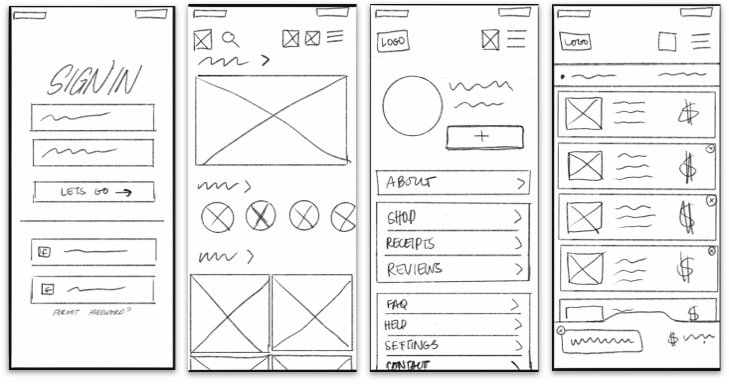 SIGN IN
LETS GO →
FORGOT PASSWORD?
LOGO
+
ABOUT
SHOP
RECEIPTS
REVIEWS
FAQ
HELP
SETTINGS
CONTACT
LOGO
$
$
$
$
$
$